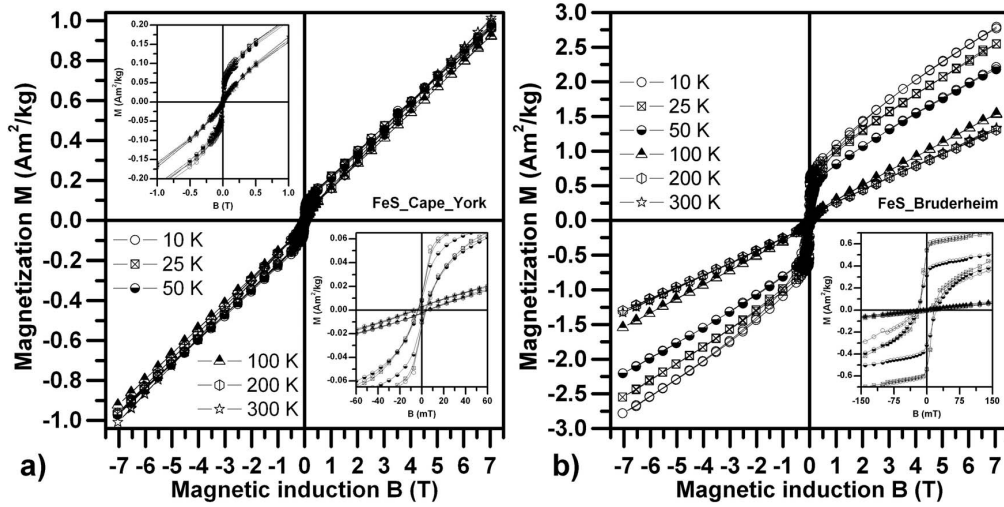 a)
Magnetization M (Am²/kg)
1.0
0.8
0.6
0.4
0.2
0.0
-0.2
-0.4
-0.6
-0.8
-1.0
-7 -6 -5 -4 -3 -2 -1 0 1 2 3 4 5 6 7
Magnetic induction B (T)
FeS_Cape_York
10 K
25 K
50 K
100 K
200 K
300 K
M (Am²/kg)
0.20
0.15
0.10
0.05
0.00
-0.05
-0.10
-0.15
-0.20
-1.0 -0.5 0.0 0.5 1.0
B (T)
M (Am²/kg)
0.06
0.04
0.02
0.00
-0.02
-0.04
-0.06
-60 -40 -20 0 20 40 60
B (mT)
b)
Magnetization M (Am²/kg)
3.0
2.5
2.0
1.5
1.0
0.5
0.0
-0.5
-1.0
-1.5
-2.0
-2.5
-3.0
-7 -6 -5 -4 -3 -2 -1 0 1 2 3 4 5 6 7
Magnetic induction B (T)
10 K
25 K
50 K
100 K
200 K
300 K
FeS_Bruderheim
M (Am²/kg)
0.6
0.4
0.2
0.0
-0.2
-0.4
-0.6
-150 -75 0 75 150
B (mT)